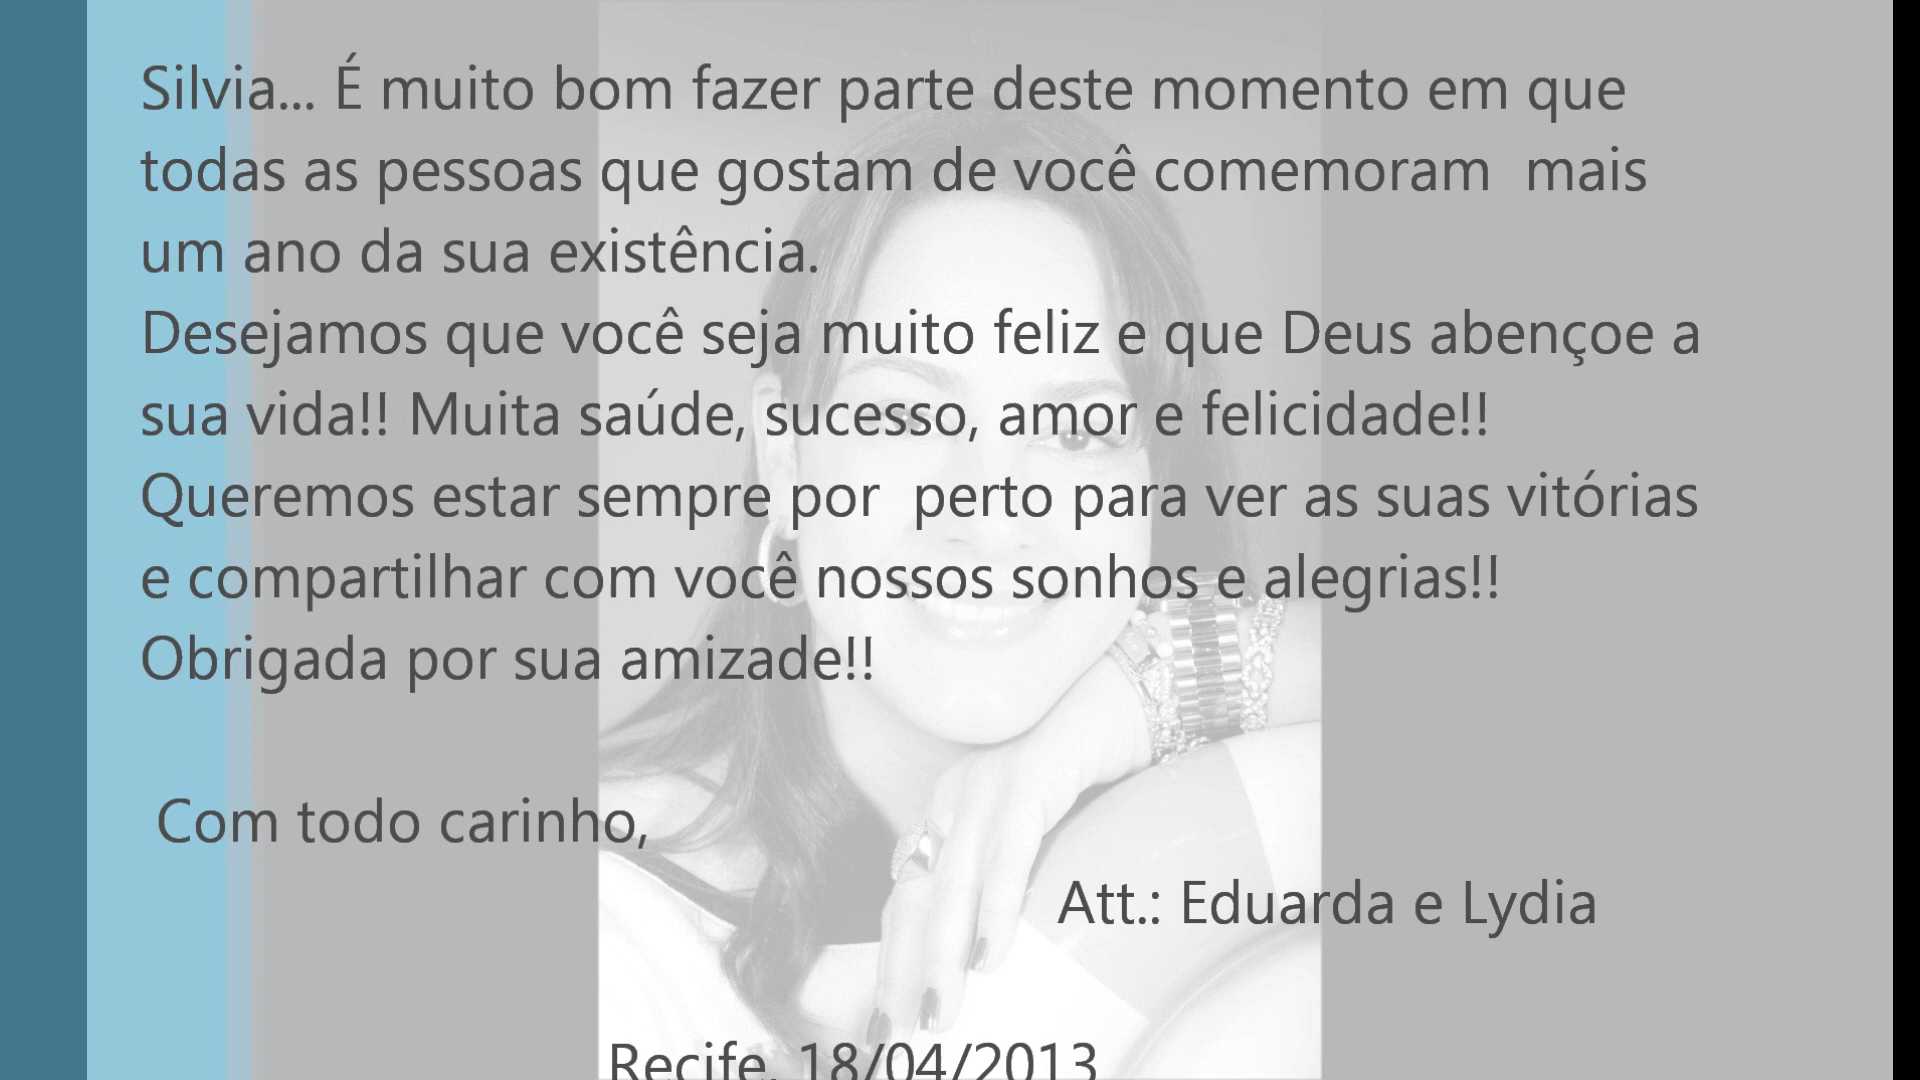 Silvia... É muito bom fazer parte deste momento em que
todas as pessoas que gostam de você comemoram  mais
um ano da sua existência.
Desejamos que você seja muito feliz e que Deus abençoe a
sua vida!! Muita saúde, sucesso, amor e felicidade!!
Queremos estar sempre por  perto para ver as suas vitórias
e compartilhar com você nossos sonhos e alegrias!!
Obrigada por sua amizade!!
Com todo carinho,
Att.: Eduarda e Lydia
Recife, 18/04/2013